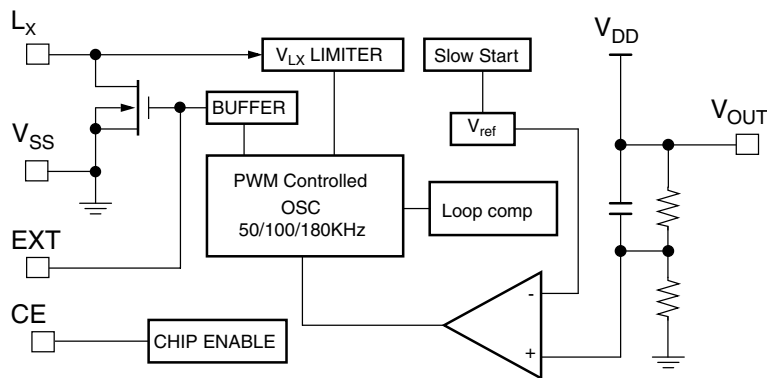 LX
VLX LIMITER
Slow Start
VDD
BUFFER
Vref
VOUT
VSS
PWM Controlled
OSC
50/100/180KHz
Loop comp
EXT
-
CE
CHIP ENABLE
+